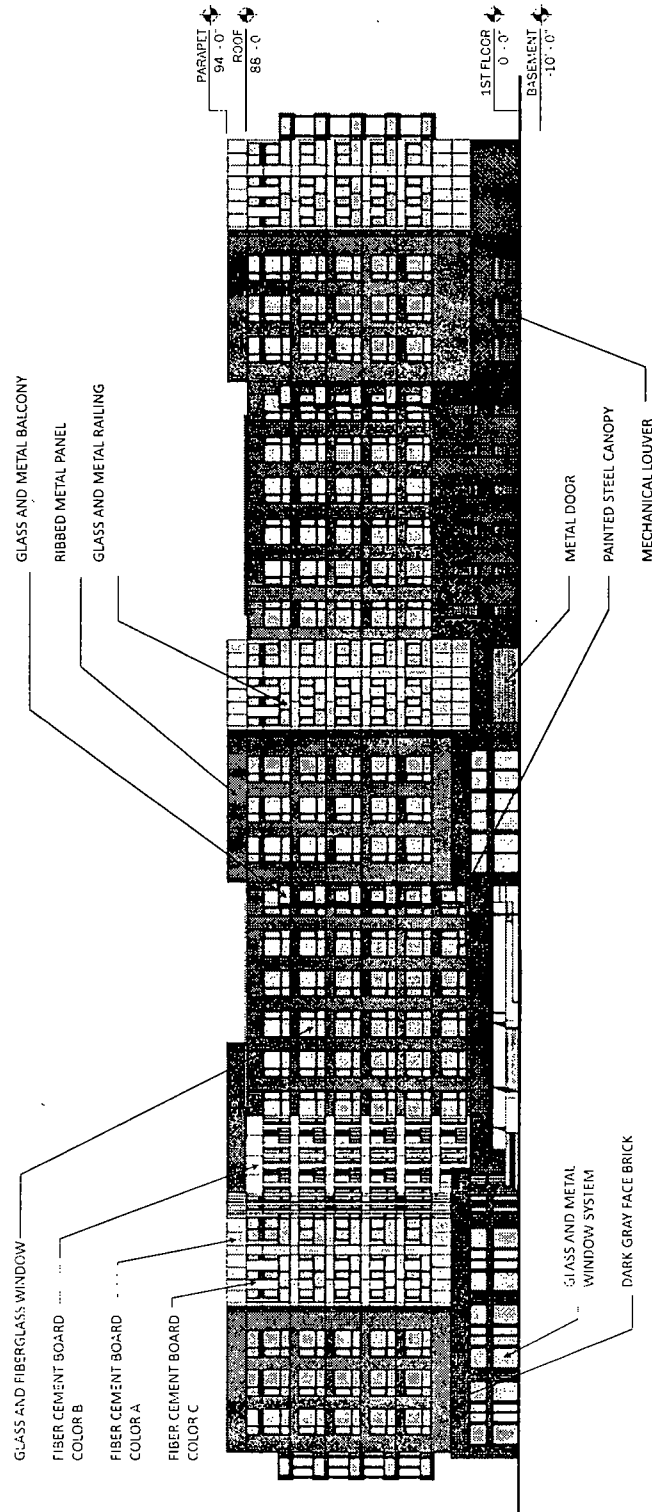 GLASS AND FIBERGLASS WINDOW
FIBER CEMENT BOARD
COLOR B
FIBER CEMENT BOARD
COLOR A
FIBER CEMENT BOARD
COLOR C
GLASS AND METAL BALCONY
RIBBED METAL PANEL
GLASS AND METAL RAILING
PARAPET
94'-0"
ROOF
88'-0"
1ST FLOOR
0'-0"
BASEMENT
-10'-0"
GLASS AND METAL
WINDOW SYSTEM
DARK GRAY FACE BRICK
METAL DOOR
PAINTED STEEL CANOPY
MECHANICAL LOUVER